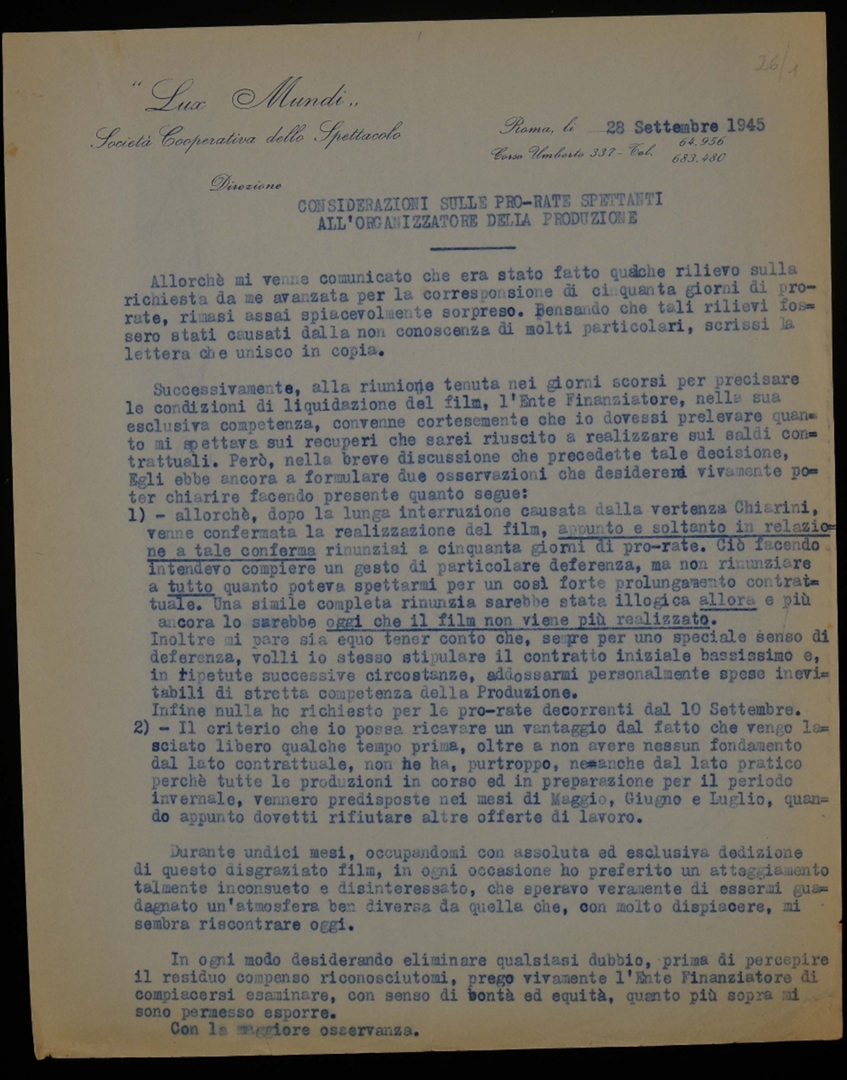 26/1
"Lux Mundi"
Società Cooperativa dello Spettacolo
Roma, lì 28 Settembre 1945
Corso Umberto 337 - Tel. 64.956
683.480
Direzione
CONSIDERAZIONI SULLE PRO-RATE SPETTANTI
ALL'ORGANIZZATORE DELLA PRODUZIONE
Allorchè mi venne comunicato che era stato fatto qualche rilievo sulla
richiesta da me avanzata per la corresponsione di cinquanta giorni di pro-
rate, rimasi assai spiacevolmente sorpreso. Pensando che tali rilievi fos=
sero stati causati dalla non conoscenza di molti particolari, scrissi la
lettera che unisco in copia.
Successivamente, alla riunione tenuta nei giorni scorsi per precisare
le condizioni di liquidazione del film, l'Ente Finanziatore, nella sua
esclusiva competenza, convenne cortesemente che io dovessi prelevare quan=
to mi spettava sui recuperi che sarei riuscito a realizzare sui saldi con=
trattuali. Però, nella breve discussione che precedette tale decisione,
Egli ebbe ancora a formulare due osservazioni che desidererei vivamente po=
ter chiarire facendo presente quanto segue:
1) - allorchè, dopo la lunga interruzione causata dalla vertenza Chiarini,
venne confermata la realizzazione del film, appunto e soltanto in relazio=
ne a tale conferma rinunziai a cinquanta giorni di pro-rate. Ciò facendo
intendevo compiere un gesto di particolare deferenza, ma non rinunziare
a tutto quanto poteva spettarmi per un così forte prolungamento contrat=
tuale. Una simile completa rinunzia sarebbe stata illogica allora e più
ancora lo sarebbe oggi che il film non viene più realizzato.
Inoltre mi pare sia equo tener conto che, sempre per uno speciale senso di
deferenza, volli io stesso stipulare il contratto iniziale bassissimo e,
in ripetute successive circostanze, addossarmi personalmente spese inevi=
tabili di stretta competenza della Produzione.
Infine nulla ho richiesto per le pro-rate decorrenti dal 10 Settembre.
2) - Il criterio che io possa ricavare un vantaggio dal fatto che vengo la=
sciato libero qualche tempo prima, oltre a non avere nessun fondamento
dal lato contrattuale, non ne ha, purtroppo, neanche dal lato pratico
perchè tutte le produzioni in corso ed in preparazione per il periodo
invernale, vennero predisposte nei mesi di Maggio, Giugno e Luglio, quan=
do appunto dovetti rifiutare altre offerte di lavoro.
Durante undici mesi, occupandomi con assoluta ed esclusiva dedizione
di questo disgraziato film, in ogni occasione ho preferito un atteggiamento
talmente inconsueto e disinteressato, che speravo veramente di essermi gua=
dagnato un'atmosfera ben diversa da quella che, con molto dispiacere, mi
sembra riscontrare oggi.
In ogni modo desiderando eliminare qualsiasi dubbio, prima di percepire
il residuo compenso riconosciutomi, prego vivamente l'Ente Finanziatore di
compiacersi esaminare, con senso di bontà ed equità, quanto più sopra mi
sono permesso esporre.
Con la maggiore osservanza.